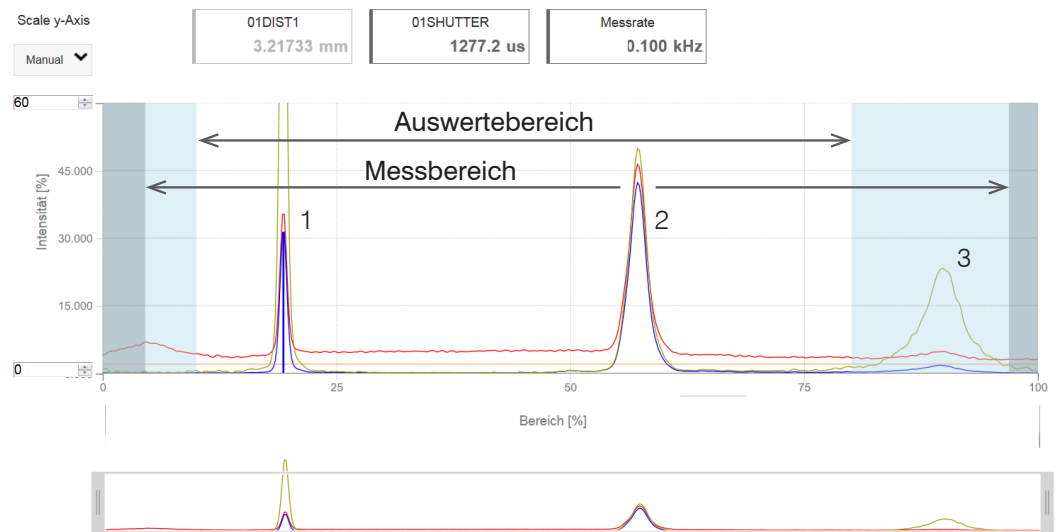 Scale y-Axis
Manual
01DIST1
3.21733 mm
01SHUTTER
1277.2 us
Messrate
0.100 kHz
60
Auswertebereich
Messbereich
45.000
30.000
15.000
0
Intensität [%]
1
2
3
0
25
50
75
100
Bereich [%]